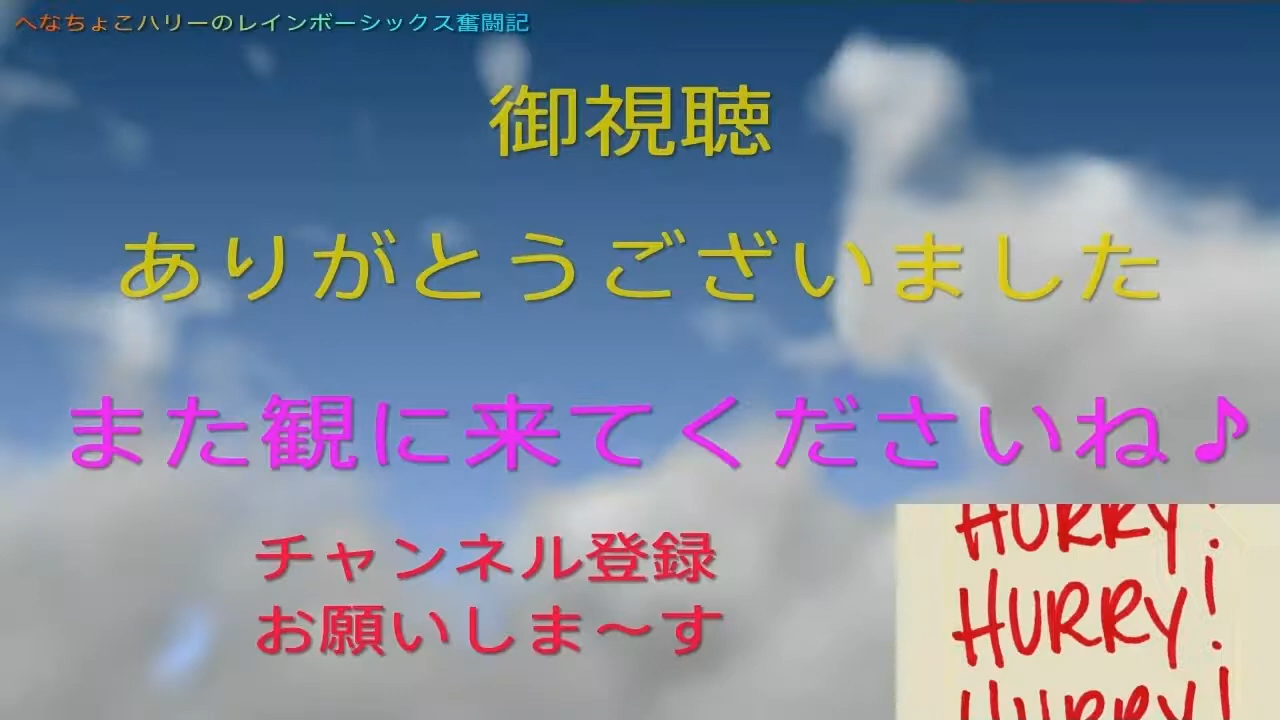 へなちょこハリーのレインボーシックス奮闘記
御視聴
ありがとうございました
また観に来てくださいね♪
チャンネル登録
お願いしま～す
HURRY!
HURRY!
HURRY!